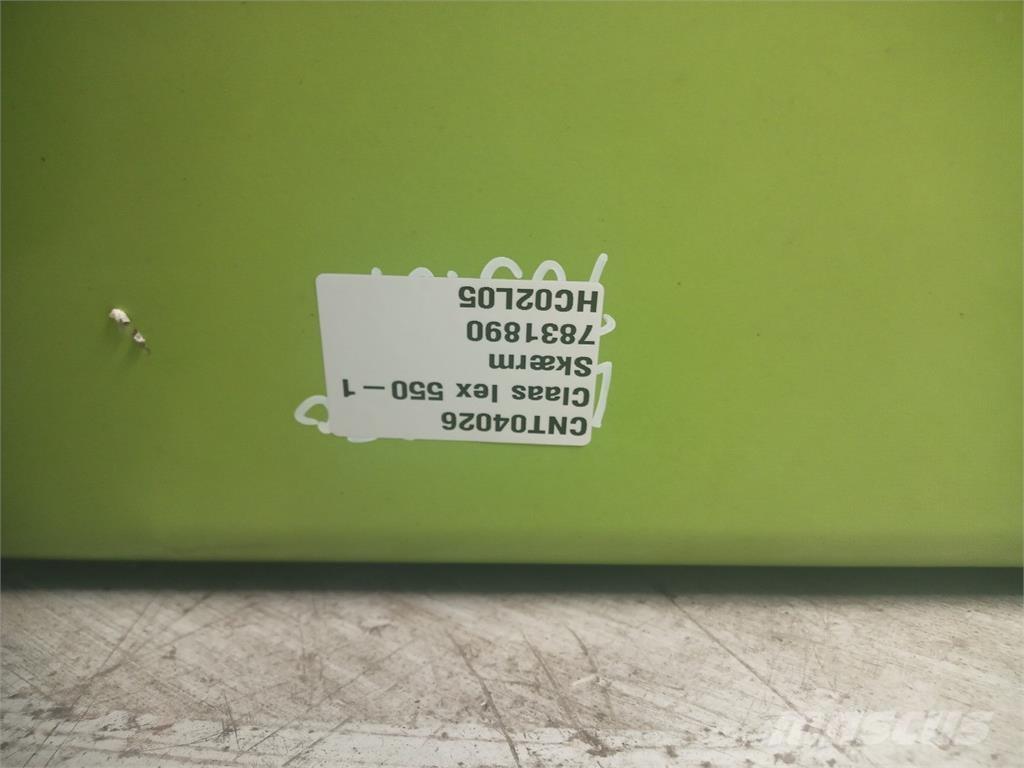 CNT04026
Claas lex 550-1
Skærm
7831890
HC02L05
mascus